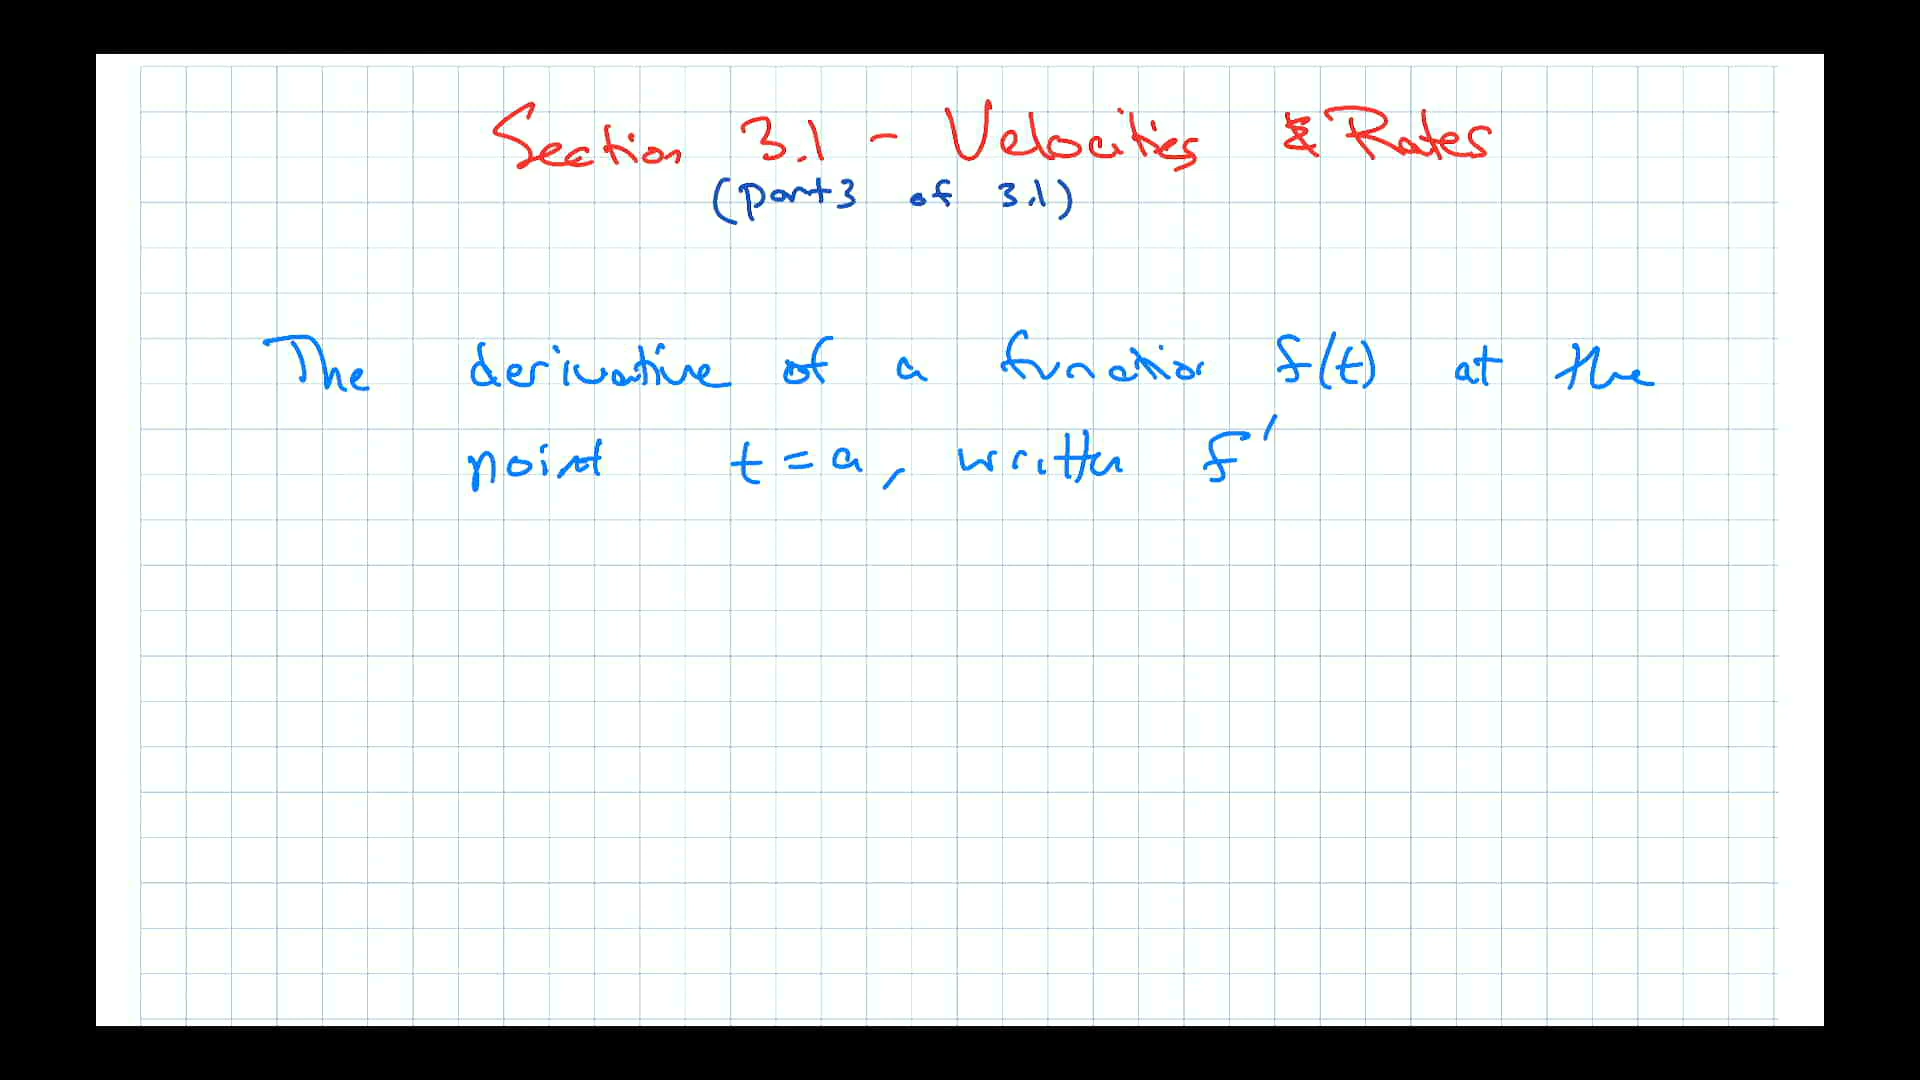 Section 3.1 - Velocities & Rates
(part 3 of 3.1)
The derivative of a function f(t) at the
point t = a, written f'